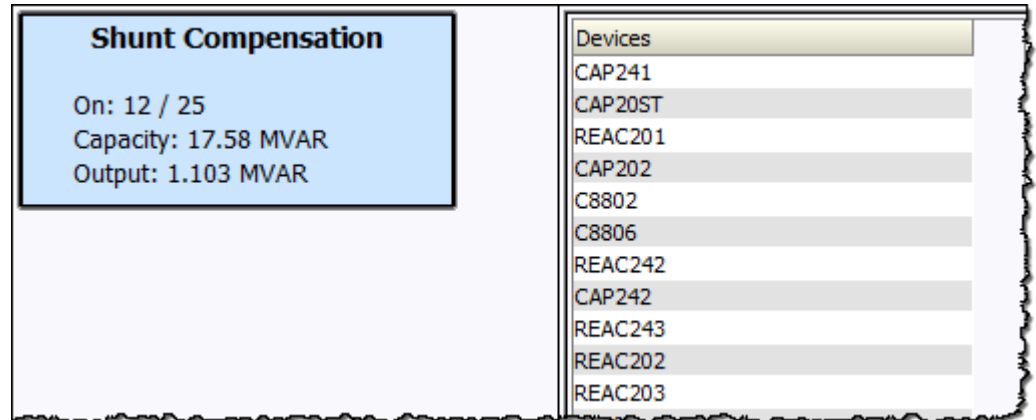 Shunt Compensation
On: 12 / 25
Capacity: 17.58 MVAR
Output: 1.103 MVAR
Devices
CAP241
CAP20ST
REAC201
CAP202
C8802
C8806
REAC242
CAP242
REAC243
REAC202
REAC203